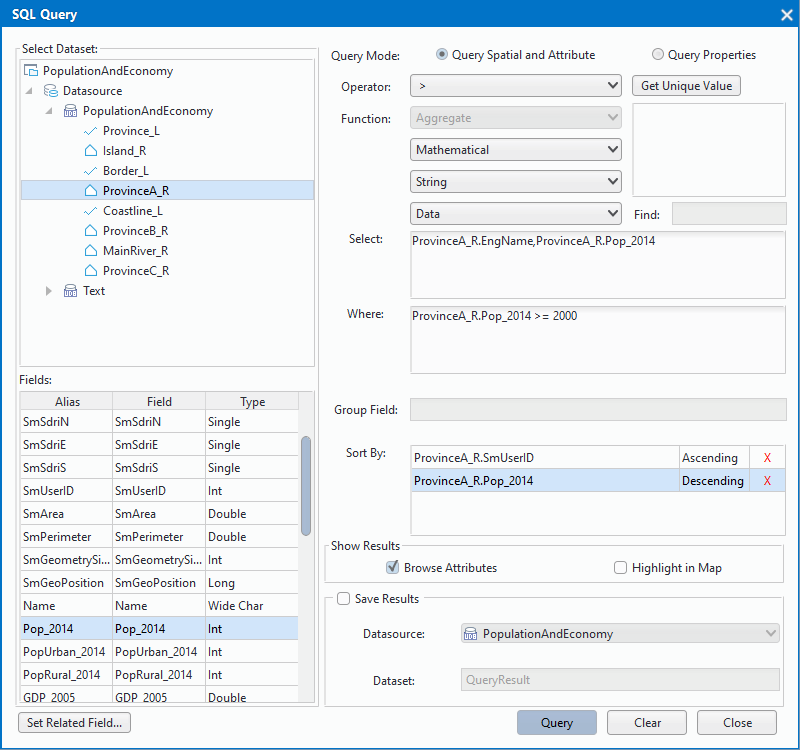 SQL Query
Select Dataset:
PopulationAndEconomy
Datasource
PopulationAndEconomy
Province_L
Island_R
Border_L
ProvinceA_R
Coastline_L
ProvinceB_R
MainRiver_R
ProvinceC_R
Text
Fields:
Alias Field Type
SmSdriN SmSdriN Single
SmSdriE SmSdriE Single
SmSdriS SmSdriS Single
SmUserID SmUserID Int
SmArea SmArea Double
SmPerimeter SmPerimeter Double
SmGeometrySi... SmGeometrySi... Int
SmGeoPosition SmGeoPosition Long
Name Name Wide Char
Pop_2014 Pop_2014 Int
PopUrban_2014 PopUrban_2014 Int
PopRural_2014 PopRural_2014 Int
GDP_2005 GDP_2005 Double
Set Related Field...
Query Mode: Query Spatial and Attribute Query Properties
Operator: > Get Unique Value
Function: Aggregate
Mathematical
String
Data Find:
Select: ProvinceA_R.EngName,ProvinceA_R.Pop_2014
Where: ProvinceA_R.Pop_2014 >= 2000
Group Field:
Sort By: ProvinceA_R.SmUserID Ascending X
ProvinceA_R.Pop_2014 Descending X
Show Results
Browse Attributes Highlight in Map
Save Results
Datasource: PopulationAndEconomy
Dataset: QueryResult
Query Clear Close